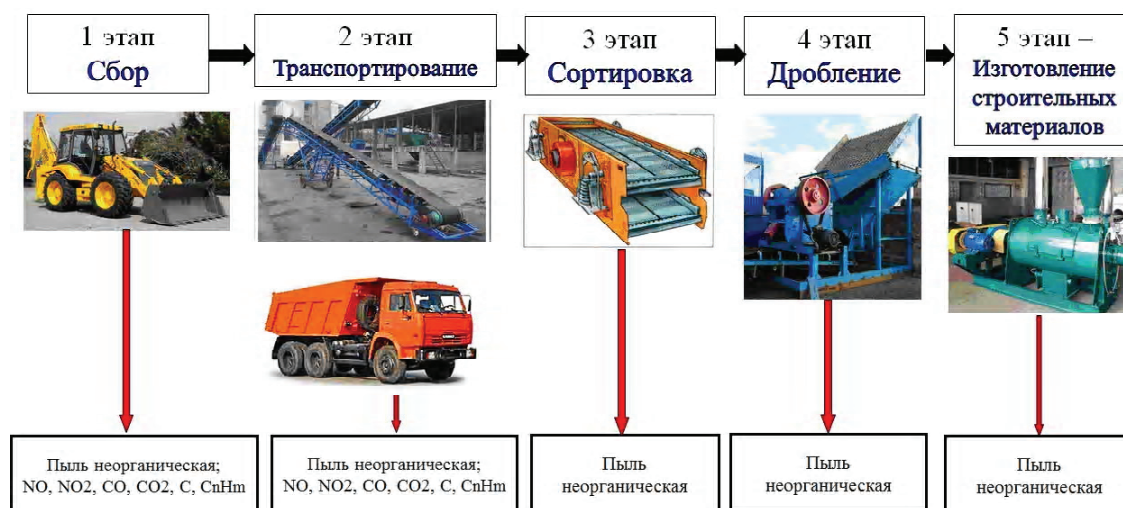 1 этап
Сбор
2 этап
Транспортирование
3 этап
Сортировка
4 этап
Дробление
5 этап –
Изготовление
строительных
материалов
Пыль неорганическая;
NO, NO2, CO, CO2, C, CnHm
Пыль неорганическая;
NO, NO2, CO, CO2, C, CnHm
Пыль
неорганическая
Пыль
неорганическая
Пыль
неорганическая